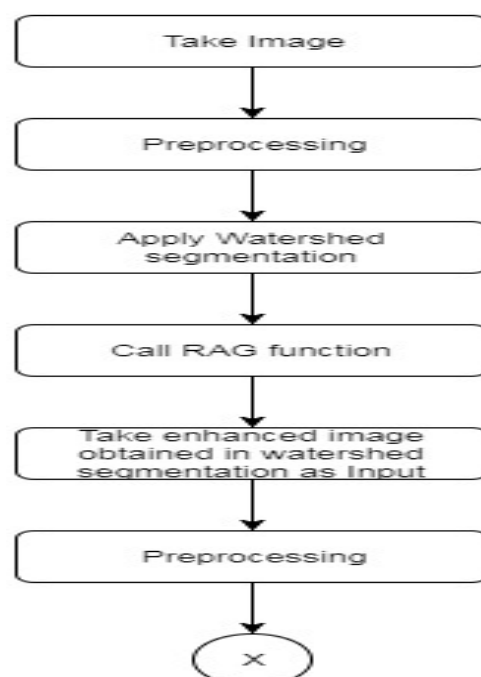 Take Image
Preprocessing
Apply Watershed
segmentation
Call RAG function
Take enhanced image
obtained in watershed
segmentation as Input
Preprocessing
X